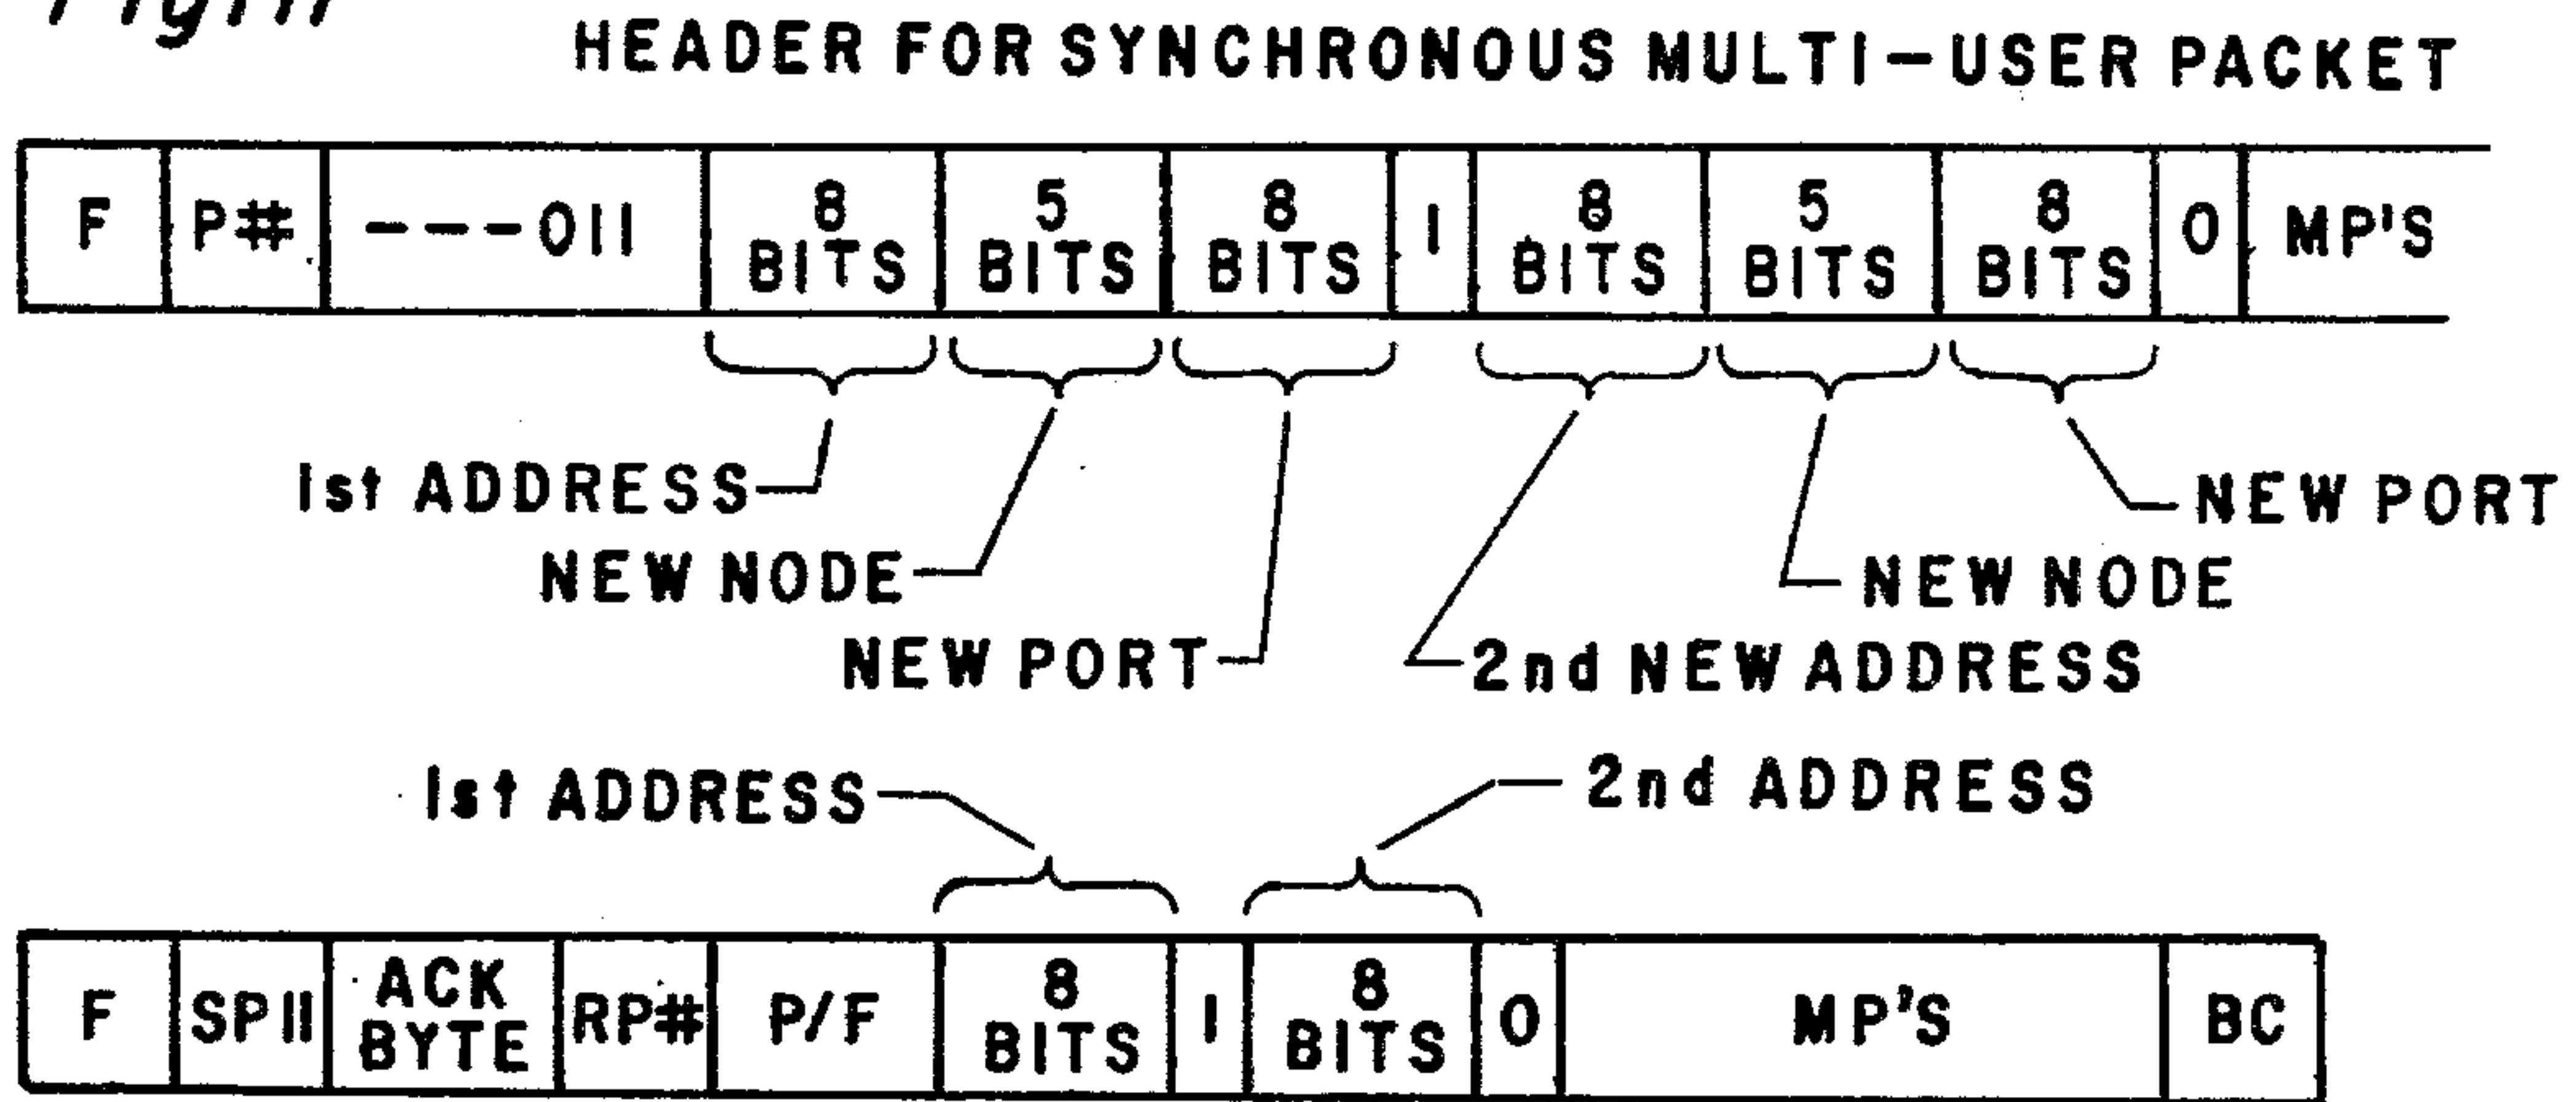 HEADER FOR SYNCHRONOUS MULTI-USER PACKET
F P# ---011 8 BITS 5 BITS 8 BITS 1 8 BITS 5 BITS 8 BITS 0 MP'S
1st ADDRESS
NEW PORT
NEW NODE
NEW NODE
NEW PORT
2nd NEW ADDRESS
1st ADDRESS
2nd ADDRESS
F SP|| ACK BYTE RP# P/F 8 BITS 1 8 BITS 0 MP'S BC